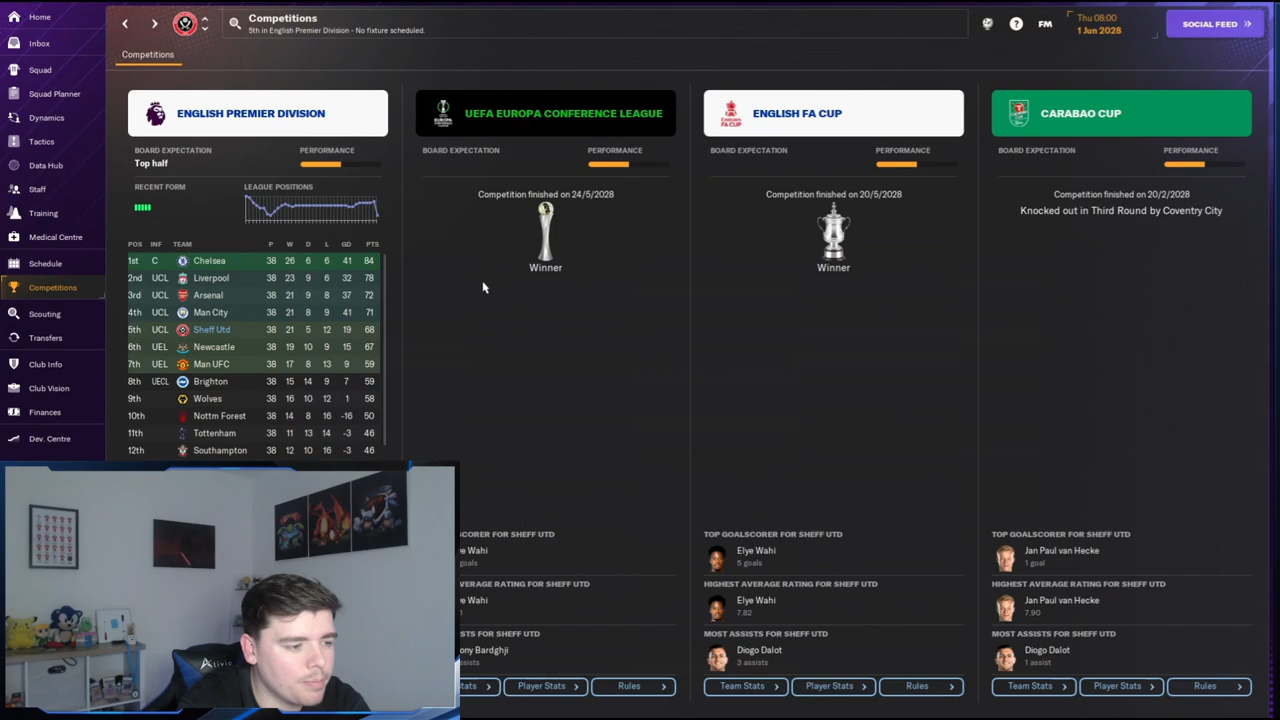 Home
Inbox
Squad
Squad Planner
Dynamics
Tactics
Data Hub
Staff
Training
Medical Centre
Schedule
Competitions
Scouting
Transfers
Club Info
Club Vision
Finances
Dev. Centre
Competitions
5th in English Premier Division - No fixture scheduled.
FM
Thu 08:00
1 Jun 2028
SOCIAL FEED
Competitions
ENGLISH PREMIER DIVISION
BOARD EXPECTATION PERFORMANCE
Top half
RECENT FORM LEAGUE POSITIONS
POS INF TEAM P W D L GD PTS
1st C Chelsea 38 26 6 6 41 84
2nd UCL Liverpool 38 23 9 6 32 78
3rd UCL Arsenal 38 21 9 8 37 72
4th UCL Man City 38 21 8 9 41 71
5th UCL Sheff Utd 38 21 5 12 19 68
6th UEL Newcastle 38 19 10 9 15 67
7th UEL Man UFC 38 17 8 13 9 59
8th UECL Brighton 38 15 14 9 7 59
9th Wolves 38 16 10 12 1 58
10th Nottm Forest 38 14 8 16 -16 50
11th Tottenham 38 11 13 14 -3 46
12th Southampton 38 12 10 16 -3 46
UEFA EUROPA CONFERENCE LEAGUE
BOARD EXPECTATION PERFORMANCE
Competition finished on 24/5/2028
Winner
SCORER FOR SHEFF UTD
Wahi
goals
AVERAGE RATING FOR SHEFF UTD
Wahi
FOR SHEFF UTD
Bardghji
Stats
Player Stats
Rules
ENGLISH FA CUP
BOARD EXPECTATION PERFORMANCE
Competition finished on 20/5/2028
Winner
TOP GOALSCORER FOR SHEFF UTD
Elye Wahi
5 goals
HIGHEST AVERAGE RATING FOR SHEFF UTD
Elye Wahi
7.82
MOST ASSISTS FOR SHEFF UTD
Diogo Dalot
3 assists
Team Stats
Player Stats
Rules
CARABAO CUP
BOARD EXPECTATION PERFORMANCE
Competition finished on 20/2/2028
Knocked out in Third Round by Coventry City
TOP GOALSCORER FOR SHEFF UTD
Jan Paul van Hecke
1 goal
HIGHEST AVERAGE RATING FOR SHEFF UTD
Jan Paul van Hecke
7.90
MOST ASSISTS FOR SHEFF UTD
Diogo Dalot
1 assist
Team Stats
Player Stats
Rules